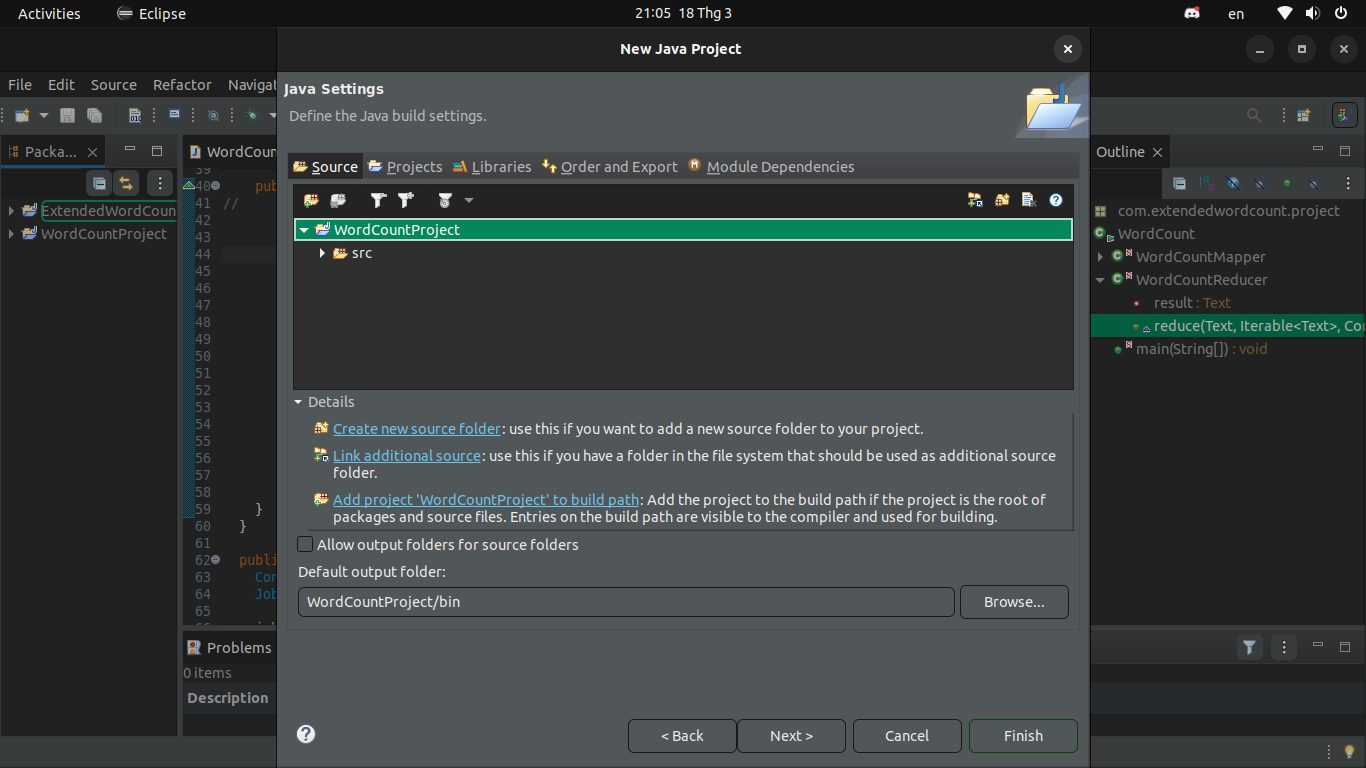 Activities Eclipse 21:05 18 Thg 3 en
New Java Project
File Edit Source Refactor Navigat
Java Settings
Define the Java build settings.
Packa...
WordCoun
Source Projects Libraries Order and Export Module Dependencies
Outline
ExtendedWordCoun
WordCountProject
39
40 pub
41 //
42
43
44
45
46
47
48
49
50
51
52
53
54
55
56
57
58
59 }
60 }
61
62 publi
63 Con
64 Job
65
WordCountProject
src
Details
Create new source folder: use this if you want to add a new source folder to your project.
Link additional source: use this if you have a folder in the file system that should be used as additional source
folder.
Add project 'WordCountProject' to build path: Add the project to the build path if the project is the root of
packages and source files. Entries on the build path are visible to the compiler and used for building.
Allow output folders for source folders
Default output folder:
WordCountProject/bin
Browse...
com.extendedwordcount.project
WordCount
WordCountMapper
WordCountReducer
result : Text
reduce(Text, Iterable<Text>, Cor
main(String[]) : void
Problems
0 items
Description
< Back Next > Cancel Finish